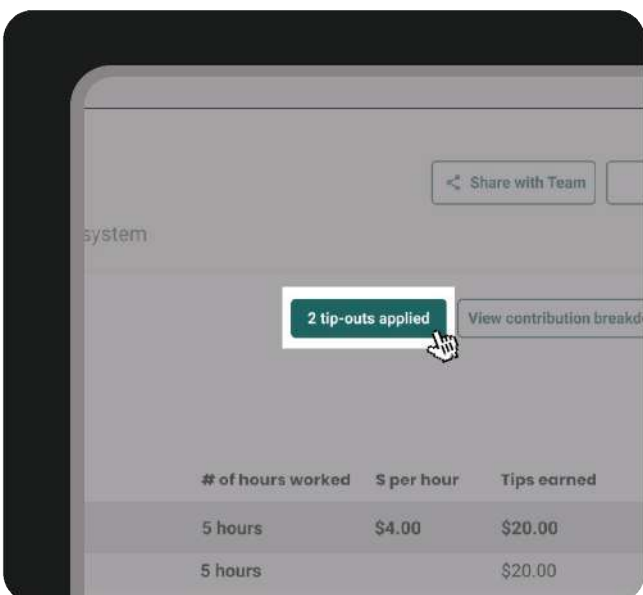 Share with Team
system
2 tip-outs applied
View contribution
# of hours worked $ per hour Tips earned
5 hours $4.00 $20.00
5 hours $20.00